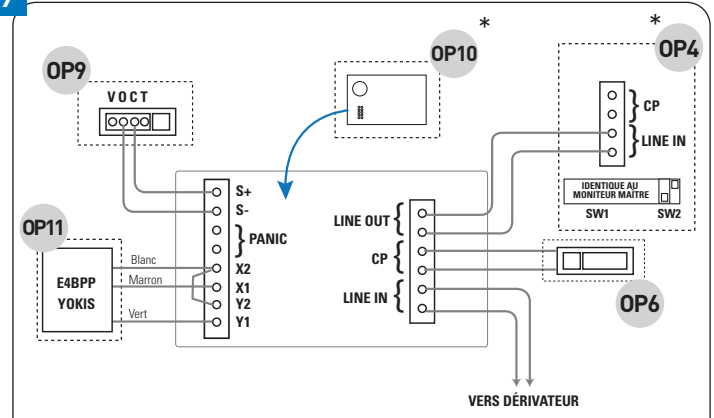 7
*
OP10
*
OP4
OP9
V O C T
CP
LINE IN
IDENTIQUE AU
MONITEUR MAÎTRE
SW1
SW2
S+
S-
PANIC
X2
X1
Y2
Y1
LINE OUT
CP
LINE IN
OP11
E4BPP
YOKIS
Blanc
Marron
Vert
OP6
VERS DÉRIVATEUR